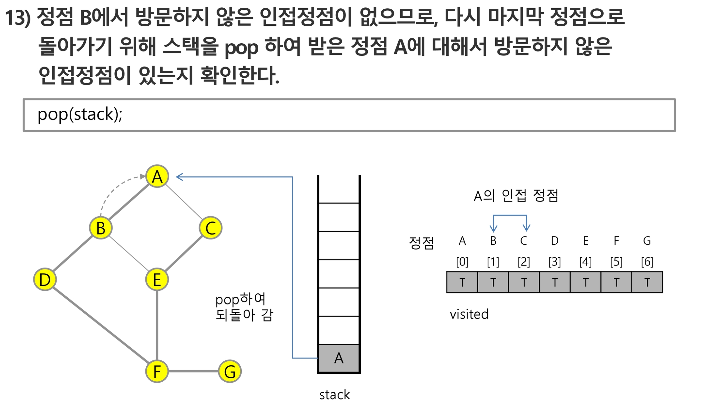 13) 정점 B에서 방문하지 않은 인접정점이 없으므로, 다시 마지막 정점으로
돌아가기 위해 스택을 pop 하여 받은 정점 A에 대해서 방문하지 않은
인접정점이 있는지 확인한다.
pop(stack);
A
B
C
D
E
F
G
pop하여
되돌아 감
A
stack
A의 인접 정점
정점 A B C D E F G
[0] [1] [2] [3] [4] [5] [6]
T T T T T T T
visited